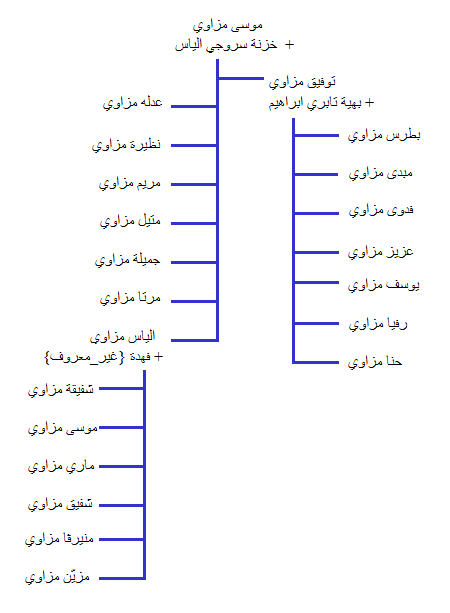 موسى مزاوي
+ خزنة سروجي الياس
توفيق مزاوي
+ بهية تابري ابراهيم
بطرس مزاوي
مبدى مزاوي
فدوى مزاوي
عزيز مزاوي
يوسف مزاوي
رفيا مزاوي
حنا مزاوي
عدله مزاوي
نظيرة مزاوي
مريم مزاوي
متيل مزاوي
جميلة مزاوي
مرتا مزاوي
الياس مزاوي
+ فهدة {غير_معروف}
شفيقة مزاوي
موسى مزاوي
ماري مزاوي
شفيق مزاوي
منيرفا مزاوي
مزيّن مزاوي